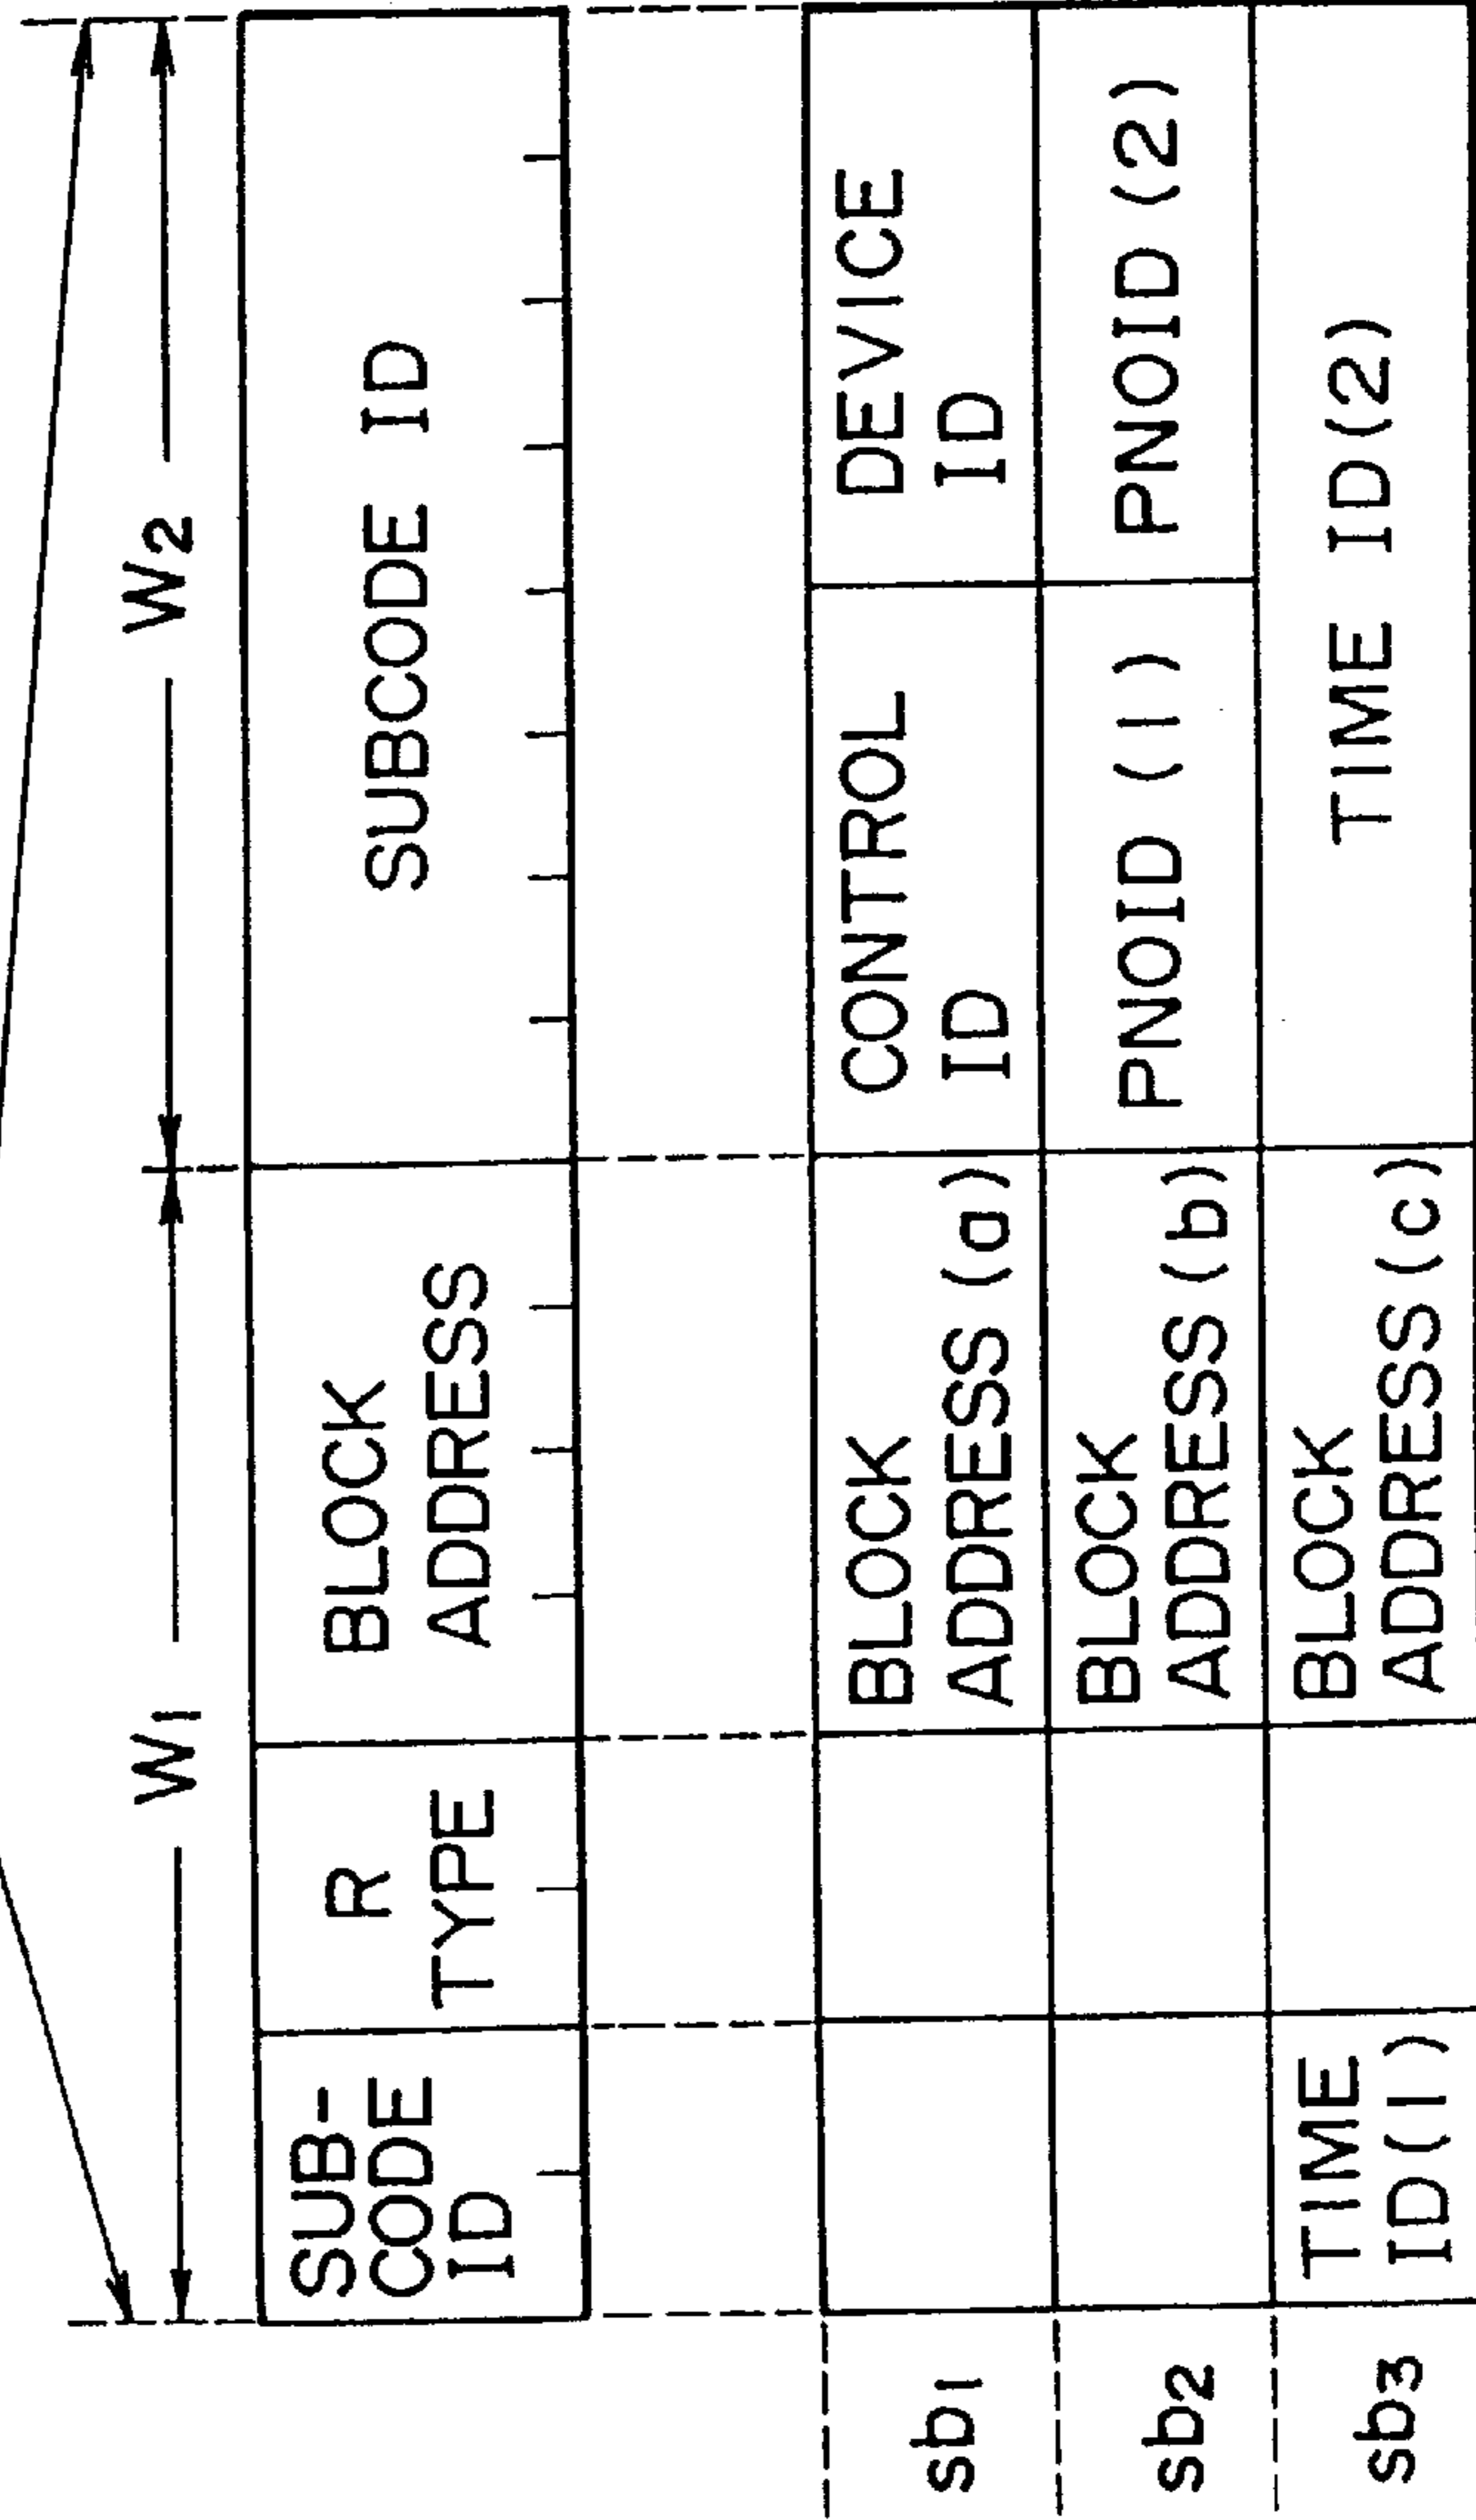 W1
W2
SUB-
CODE
ID
R
TYPE
BLOCK
ADDRESS
SUBCODE ID
sb1
BLOCK
ADDRESS (a)
CONTROL
ID
DEVICE
ID
sb2
BLOCK
ADDRESS (b)
PNOID (1)
PNOID (2)
sb3
TIME
ID(1)
BLOCK
ADDRESS (c)
TIME ID(2)